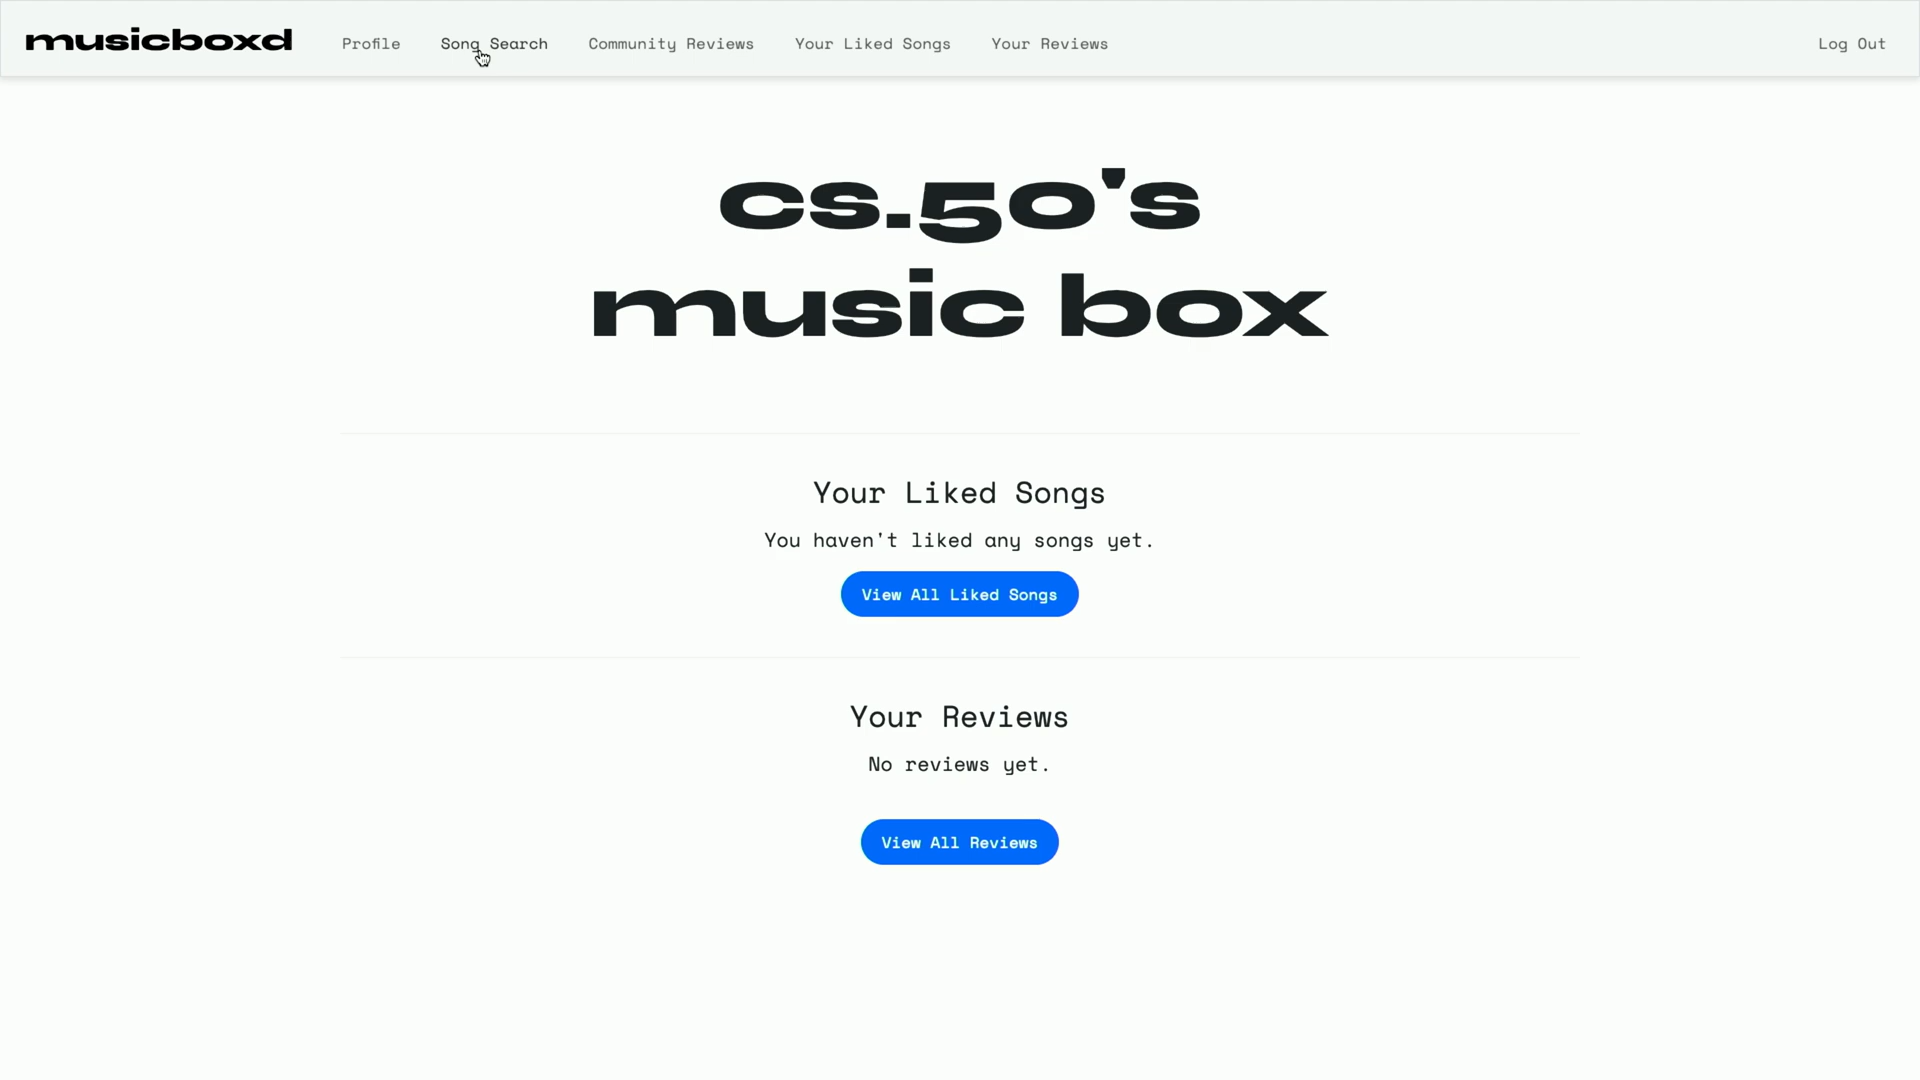 musicboxd Profile Song Search Community Reviews Your Liked Songs Your Reviews Log Out
cs.50's
music box
Your Liked Songs
You haven't liked any songs yet.
View All Liked Songs
Your Reviews
No reviews yet.
View All Reviews